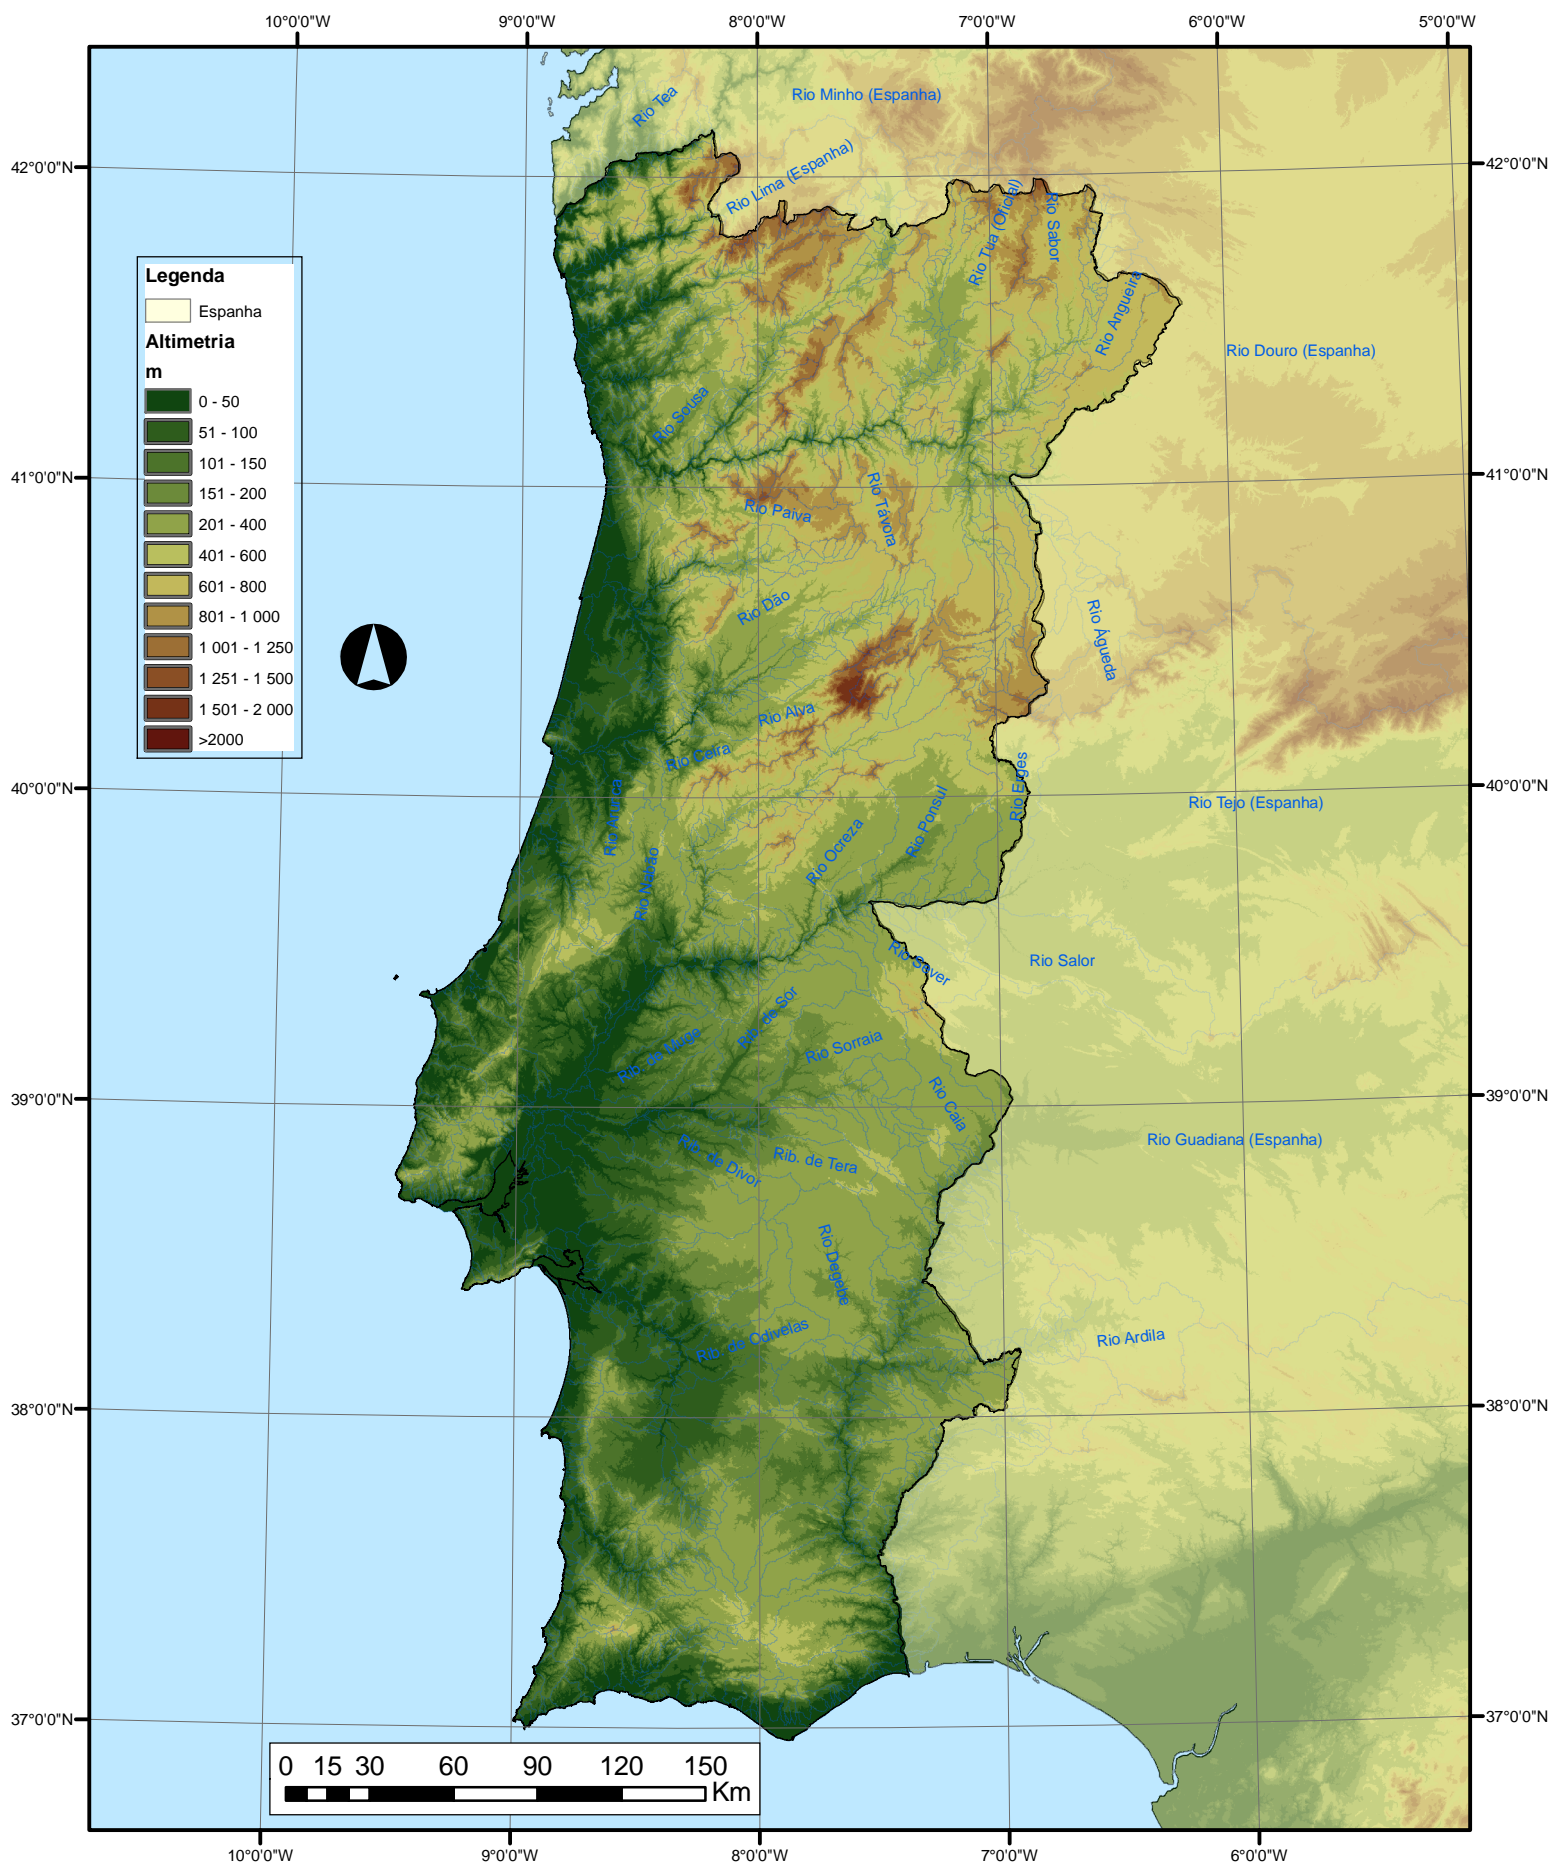 10°0'0"W 9°0'0"W 8°0'0"W 7°0'0"W 6°0'0"W 5°0'0"W
Rio Tea
Rio Minho (Espanha)
42°0'0"N
42°0'0"N
Rio Lima (Espanha)
Rio Tua (Oficial)
Rio Sabor
Rio Angueira
Legenda
Espanha
Altimetria
m
0 - 50
51 - 100
101 - 150
151 - 200
201 - 400
401 - 600
601 - 800
801 - 1 000
1 001 - 1 250
1 251 - 1 500
1 501 - 2 000
>2000
Rio Douro (Espanha)
Rio Sousa
41°0'0"N
41°0'0"N
Rio Paiva
Rio Távora
Rio Dão
Rio Águeda
Rio Alva
Rio Ceira
40°0'0"N
40°0'0"N
Rio Erges
Rio Tejo (Espanha)
Rio Arunca
Rio Ocreza
Rio Ponsul
Rio Nabão
Rio Sever
Rio Salor
Rib. de Sor
Rib. de Muge
Rio Sorraia
39°0'0"N
39°0'0"N
Rio Caia
Rio Guadiana (Espanha)
Rib. de Divor
Rib. de Tera
Rio Degebe
Rib. de Odivelas
Rio Ardila
38°0'0"N
38°0'0"N
37°0'0"N
37°0'0"N
0 15 30 60 90 120 150
Km
10°0'0"W 9°0'0"W 8°0'0"W 7°0'0"W 6°0'0"W